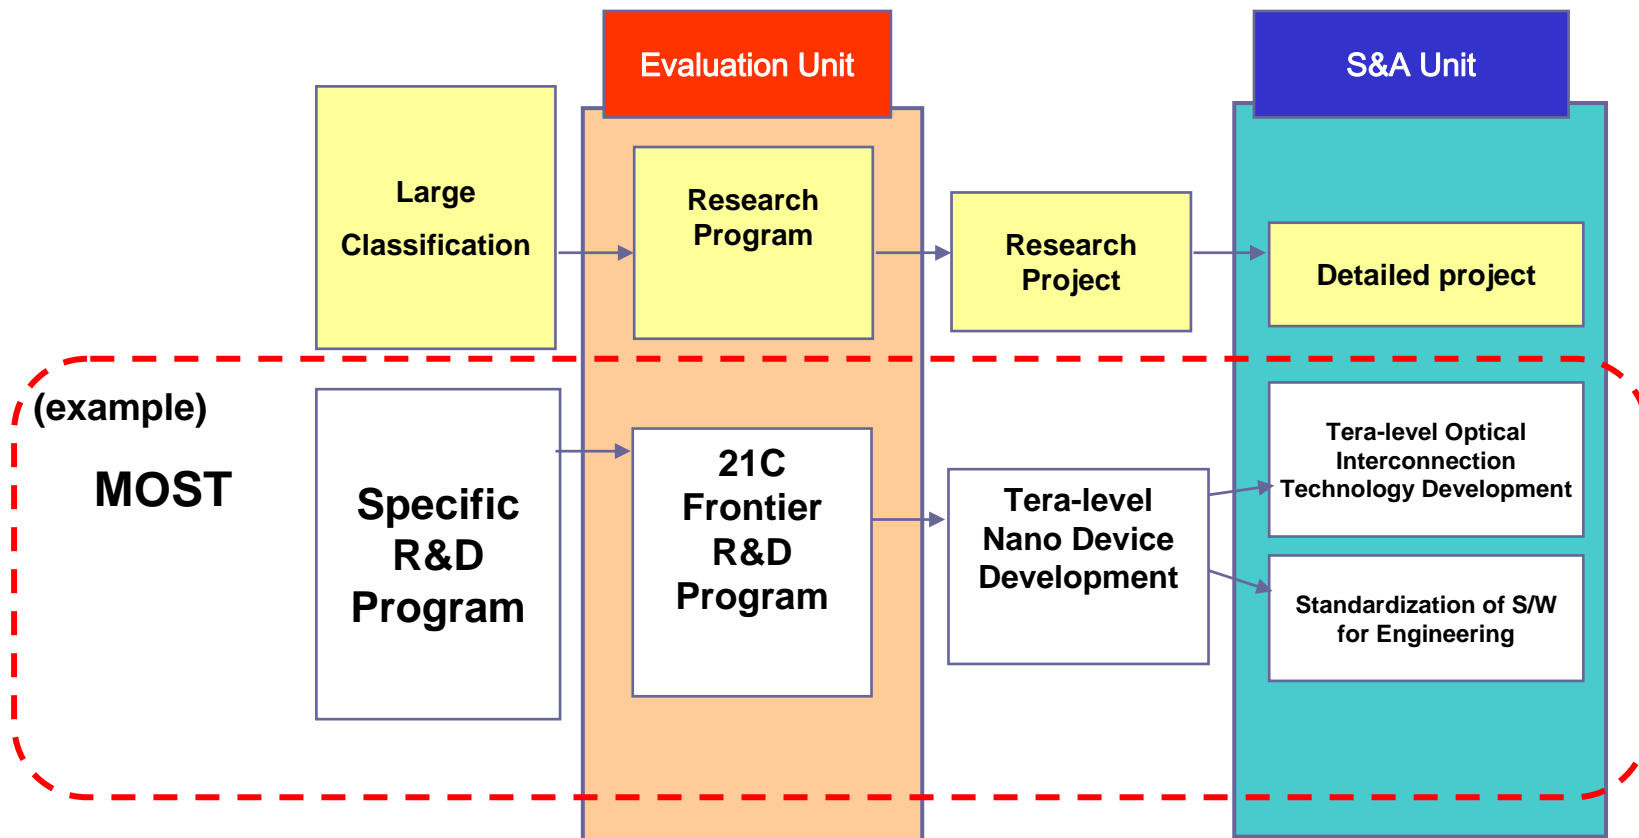 Evaluation Unit
S&A Unit
Large
Classification
Research
Program
Research
Project
Detailed project
(example)
MOST
Specific
R&D
Program
21C
Frontier
R&D
Program
Tera-level
Nano Device
Development
Tera-level Optical
Interconnection
Technology Development
Standardization of S/W
for Engineering